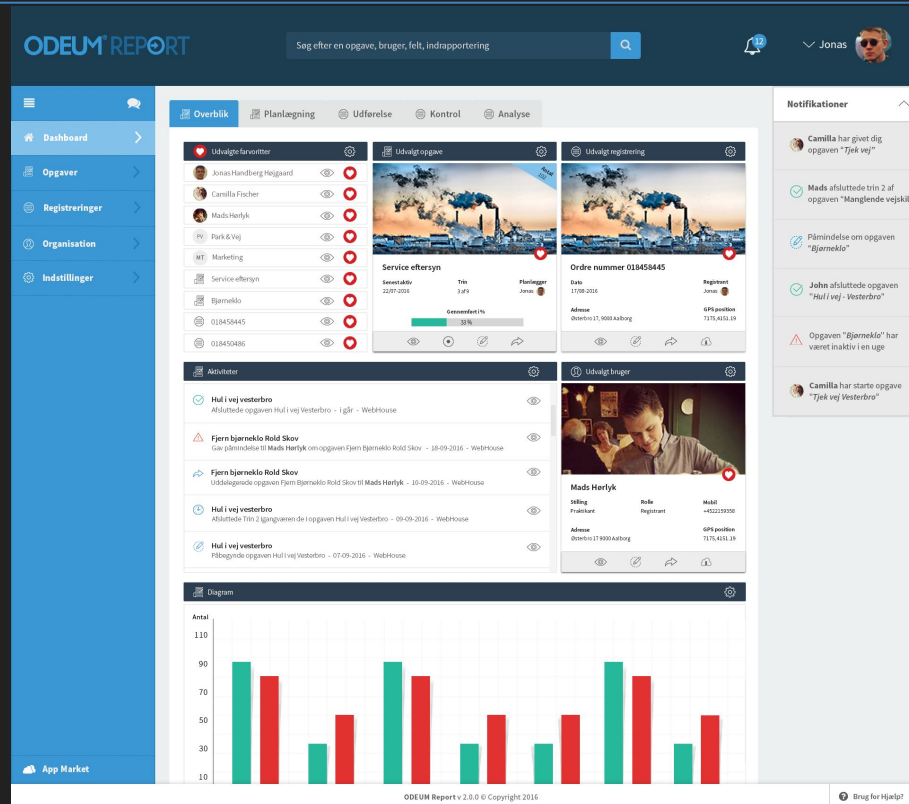 ODEUM® REPORT
Søg efter en opgave, bruger, felt, indrapportering
12
Jonas
Dashboard
Opgaver
Registreringer
Organisation
Indstillinger
App Market
Overblik
Planlægning
Udførelse
Kontrol
Analyse
Udvalgte favoritter
Jonas Handberg Højgaard
Camilla Fischer
Mads Hørlyk
PV Park & Vej
MT Marketing
Service eftersyn
Bjørneklo
018458445
018450486
Udvalgt opgave
Antal
Service eftersyn
Senest aktiv Trin Planlægger
22/07-2016 3 af 9 Jonas
Gennemført i %
33 %
Udvalgt registrering
Ordre nummer 018458445
Dato Registrant
17/08-2016 Jonas
Adresse GPS position
Østerbro 17, 9000 Aalborg 7175,4151.19
Aktiviteter
Hul i vej vesterbro
Afsluttede opgaven Hul i vej Vesterbro - i går - WebHouse
Fjern bjørneklo Rold Skov
Gav påmindelse til Mads Hørlyk om opgaven Fjern Bjørneklo Rold Skov - 18-09-2016 - WebHouse
Fjern bjørneklo Rold Skov
Uddelegerede opgaven Fjern Bjørneklo Rold Skov til Mads Hørlyk - 10-09-2016 - WebHouse
Hul i vej vesterbro
Afsluttede Trin 2 igangværende i opgaven Hul i vej Vesterbro - 09-09-2016 - WebHouse
Hul i vej vesterbro
Påbegynde opgaven Hul i vej Vesterbro - 07-09-2016 - WebHouse
Udvalgt bruger
Mads Hørlyk
Stilling Rolle Mobil
Praktikant Registrant +4522159358
Adresse GPS position
Østerbro 17 9000 Aalborg 7175,4151.19
Diagram
Antal
110
90
70
50
30
10
Notifikationer
Camilla har givet dig
opgaven "Tjek vej"
Mads afsluttede trin 2 af
opgaven "Manglende vejskil
Påmindelse om opgaven
"Bjørneklo"
John afsluttede opgaven
"Hul i vej - Vesterbro"
Opgaven "Bjørneklo" har
været inaktiv i en uge
Camilla har starte opgave
"Tjek vej Vesterbro"
ODEUM Report v 2.0.0 © Copyright 2016
Brug for Hjælp?